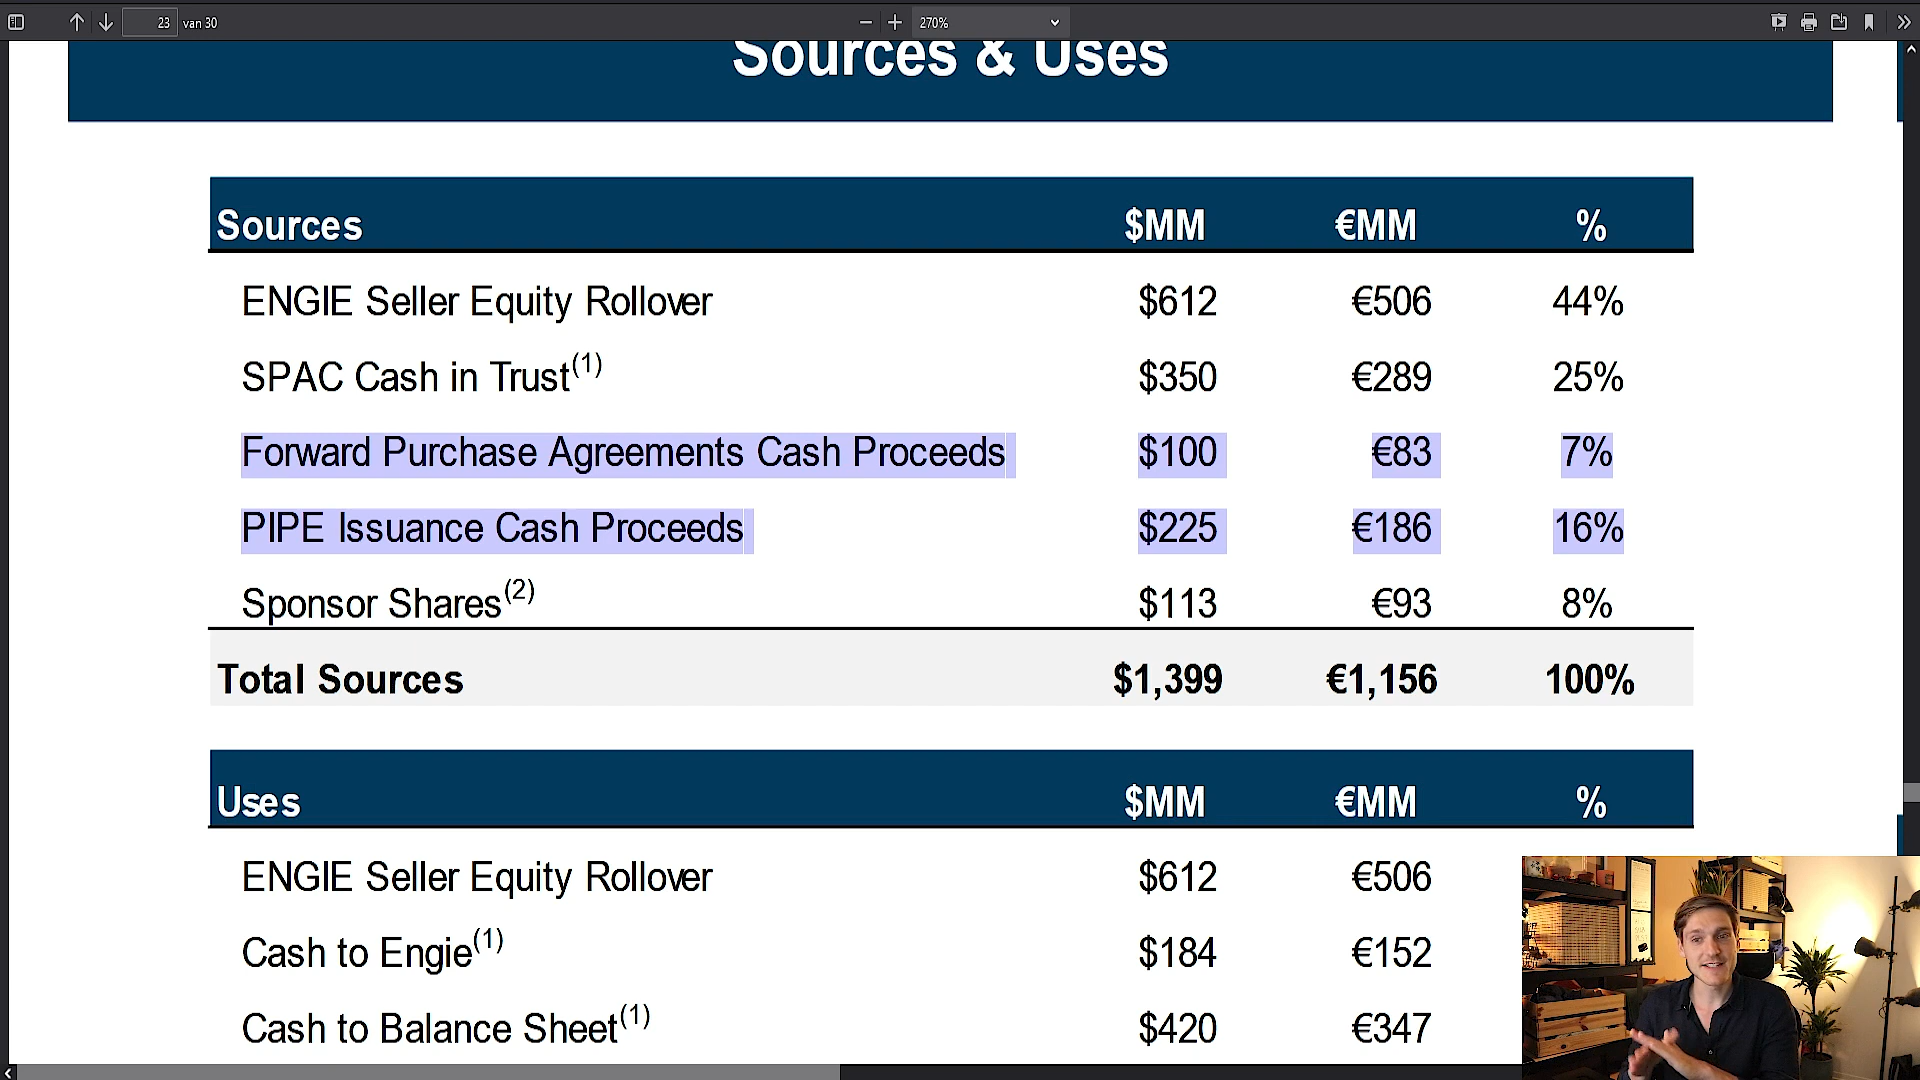 23 van 30 270%
Sources & Uses
Sources $MM €MM %
ENGIE Seller Equity Rollover $612 €506 44%
SPAC Cash in Trust(1) $350 €289 25%
Forward Purchase Agreements Cash Proceeds $100 €83 7%
PIPE Issuance Cash Proceeds $225 €186 16%
Sponsor Shares(2) $113 €93 8%
Total Sources $1,399 €1,156 100%
Uses $MM €MM %
ENGIE Seller Equity Rollover $612 €506
Cash to Engie(1) $184 €152
Cash to Balance Sheet(1) $420 €347